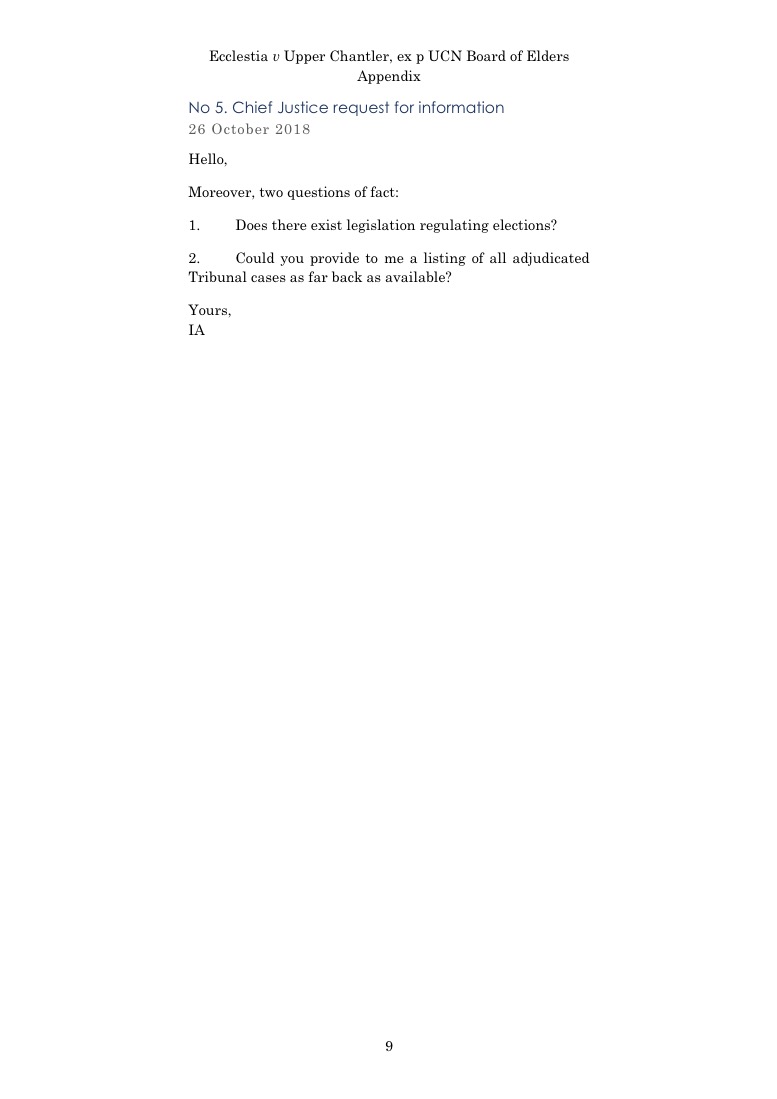 Ecclestia v Upper Chantler, ex p UCN Board of Elders
Appendix
No 5. Chief Justice request for information
26 October 2018
Hello,
Moreover, two questions of fact:
1. Does there exist legislation regulating elections?
2. Could you provide to me a listing of all adjudicated
Tribunal cases as far back as available?
Yours,
IA
9